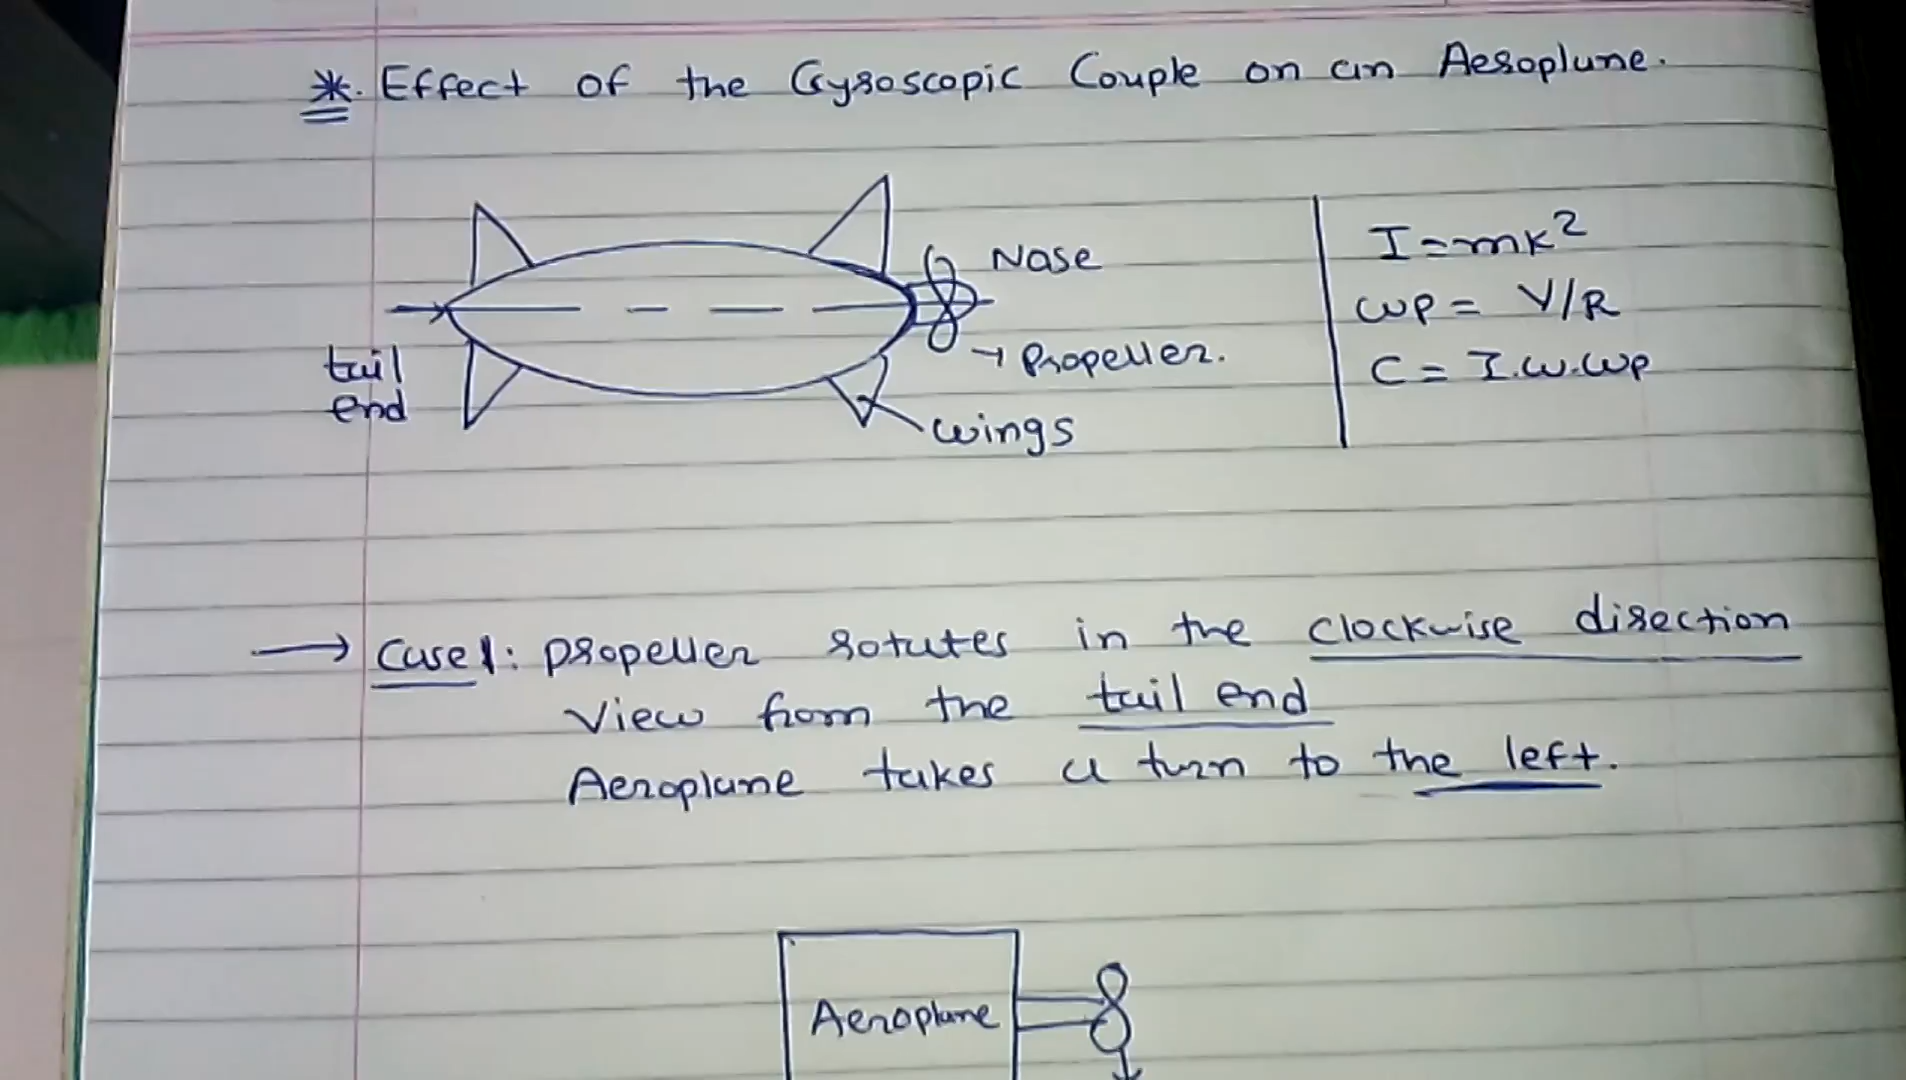 *. Effect of the Gyroscopic Couple on an Aeroplane.
Nose
Propeller.
wings
tail
end
I = mk²
ωp = V/R
C = I.ω.ωp
→ Case 1: propeller rotates in the clockwise direction
View from the tail end
Aeroplane takes a turn to the left.
Aeroplane